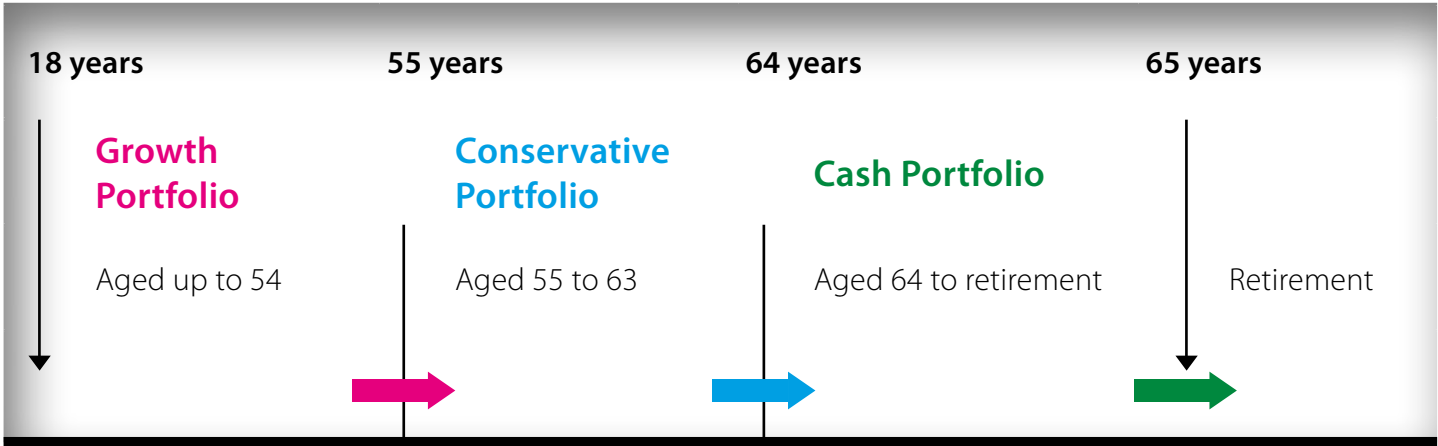 18 years
55 years
64 years
65 years
Growth
Portfolio
Conservative
Portfolio
Cash Portfolio
Aged up to 54
Aged 55 to 63
Aged 64 to retirement
Retirement